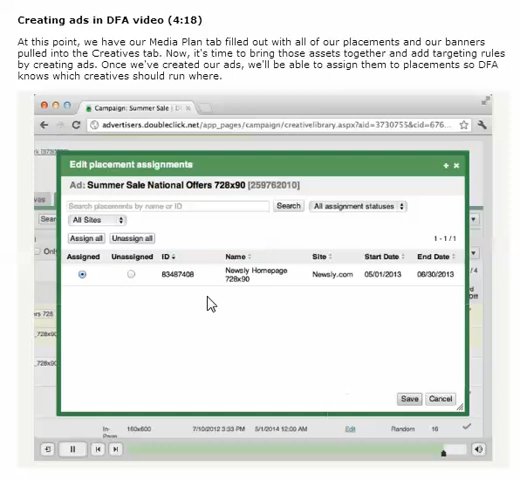 Creating ads in DFA video (4:18)
At this point, we have our Media Plan tab filled out with all of our placements and our banners
pulled into the Creatives tab. Now, it's time to bring those assets together and add targeting rules
by creating ads. Once we've created our ads, we'll be able to assign them to placements so DFA
knows which creatives should run where.
Campaign: Summer Sale | D
advertisers.doubleclick.net/app_pages/campaign/creativelibrary.aspx?aid=3730755&cid=676...
Edit placement assignments
Ad: Summer Sale National Offers 728x90 [259762010]
Search placements by name or ID Search All assignment statuses
All Sites
Assign all Unassign all 1 - 1 / 1
Assigned Unassigned ID Name Site Start Date End Date
83487408 Newsly Homepage 728x90 Newsly.com 05/01/2013 06/30/2013
Save Cancel
In-Page 160x600 7/10/2012 3:33 PM 5/1/2014 12:00 AM Edit Random 16